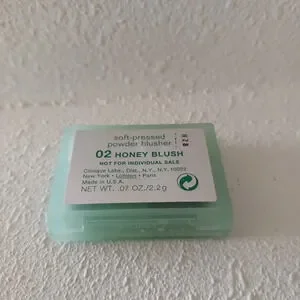 soft-pressed
powder blusher
02 HONEY BLUSH
NOT FOR INDIVIDUAL SALE
Clinique Labs., Dist., N.Y., N.Y. 10022
New York • London • Paris
Made in U.S.A.
NET WT. .07 OZ./2.2g